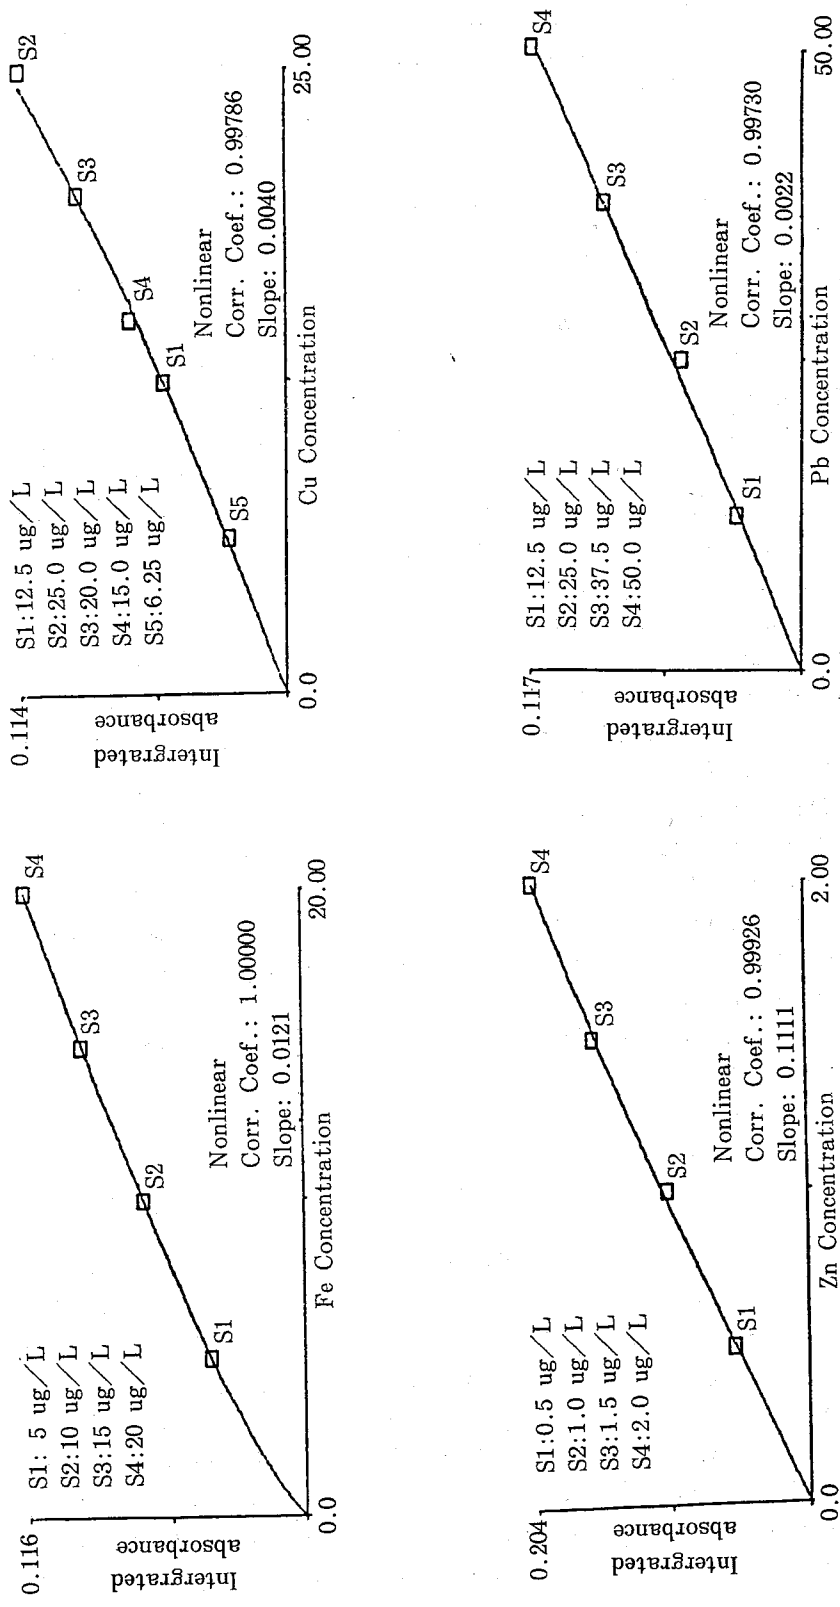 0.116
Intergrated
absorbance
S1: 5 ug/L
S2:10 ug/L
S3:15 ug/L
S4:20 ug/L
S1
S2
S3
S4
Nonlinear
Corr. Coef.: 1.00000
Slope: 0.0121
0.0
20.00
Fe Concentration
0.114
Intergrated
absorbance
S1:12.5 ug/L
S2:25.0 ug/L
S3:20.0 ug/L
S4:15.0 ug/L
S5:6.25 ug/L
S5
S1
S4
S3
S2
Nonlinear
Corr. Coef.: 0.99786
Slope: 0.0040
0.0
25.00
Cu Concentration
0.204
Intergrated
absorbance
S1:0.5 ug/L
S2:1.0 ug/L
S3:1.5 ug/L
S4:2.0 ug/L
S1
S2
S3
S4
Nonlinear
Corr. Coef.: 0.99926
Slope: 0.1111
0.0
2.00
Zn Concentration
0.117
Intergrated
absorbance
S1:12.5 ug/L
S2:25.0 ug/L
S3:37.5 ug/L
S4:50.0 ug/L
S1
S2
S3
S4
Nonlinear
Corr. Coef.: 0.99730
Slope: 0.0022
0.0
50.00
Pb Concentration